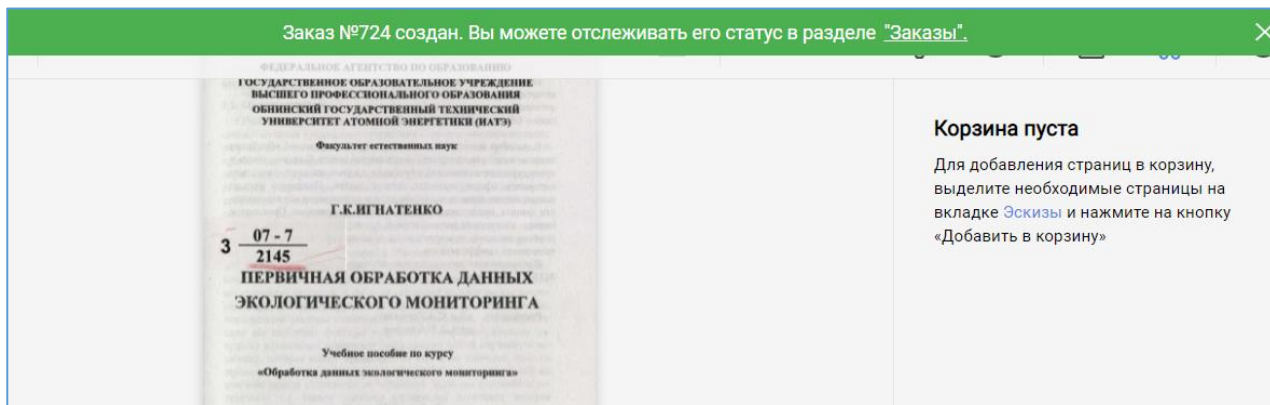 Заказ №724 создан. Вы можете отслеживать его статус в разделе "Заказы".
ФЕДЕРАЛЬНОЕ АГЕНТСТВО ПО ОБРАЗОВАНИЮ
ГОСУДАРСТВЕННОЕ ОБРАЗОВАТЕЛЬНОЕ УЧРЕЖДЕНИЕ
ВЫСШЕГО ПРОФЕССИОНАЛЬНОГО ОБРАЗОВАНИЯ
ОБНИНСКИЙ ГОСУДАРСТВЕННЫЙ ТЕХНИЧЕСКИЙ
УНИВЕРСИТЕТ АТОМНОЙ ЭНЕРГЕТИКИ (ИАТЭ)
Факультет естественных наук
Г.К.ИГНАТЕНКО
3 07 - 7
2145
ПЕРВИЧНАЯ ОБРАБОТКА ДАННЫХ
ЭКОЛОГИЧЕСКОГО МОНИТОРИНГА
Учебное пособие по курсу
«Обработка данных экологического мониторинга»
Корзина пуста
Для добавления страниц в корзину,
выделите необходимые страницы на
вкладке Эскизы и нажмите на кнопку
«Добавить в корзину»